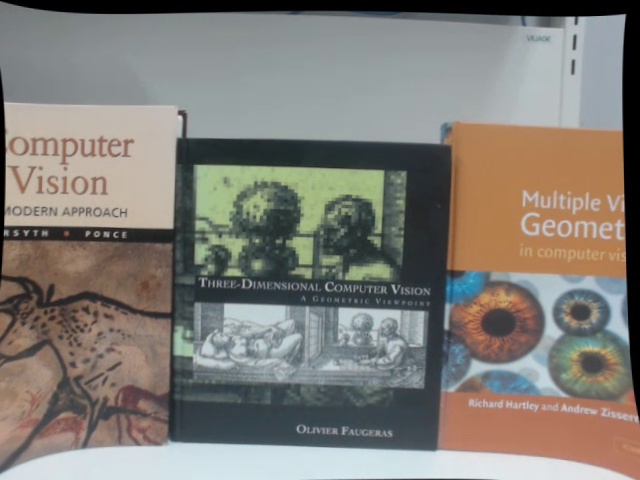 omputer
Vision
MODERN APPROACH
RSYTH ■ PONCE
THREE-DIMENSIONAL COMPUTER VISION
A GEOMETRIC VIEWPOINT
OLIVIER FAUGERAS
Multiple Vi
Geomet
in computer vis
Richard Hartley and Andrew Zisser